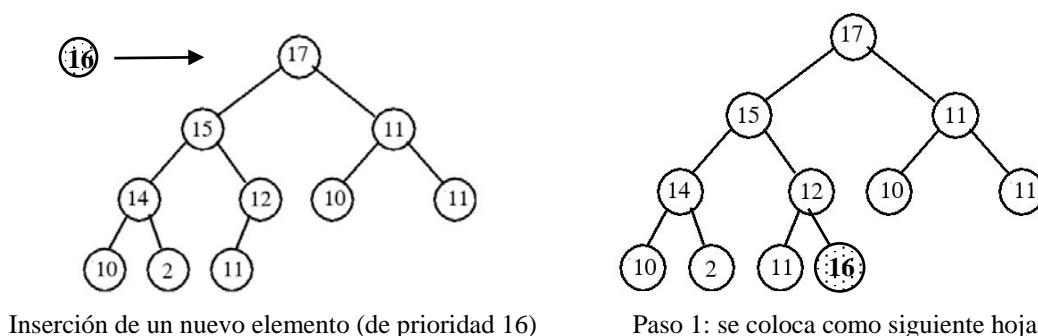 16 17
15 11
14 12 10 11
10 2 11
Inserción de un nuevo elemento (de prioridad 16)
17
15 11
14 12 10 11
10 2 11 16
Paso 1: se coloca como siguiente hoja